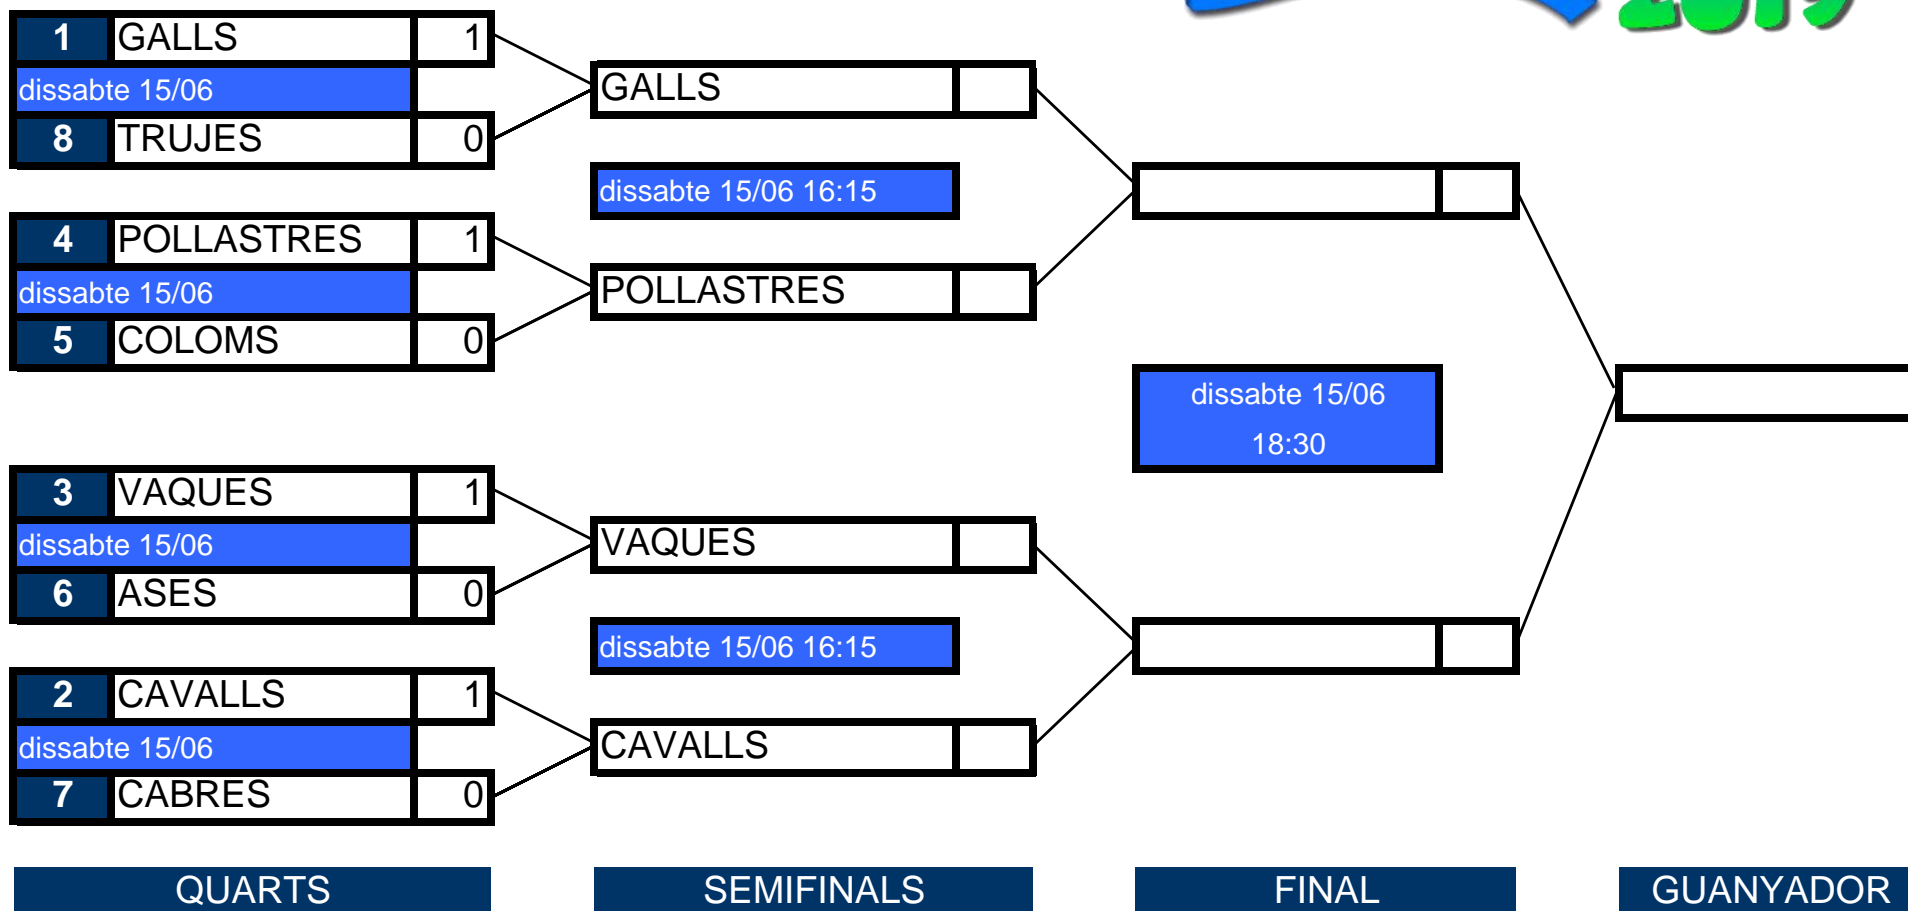 2019
1 GALLS 1
dissabte 15/06
8 TRUJES 0
4 POLLASTRES 1
dissabte 15/06
5 COLOMS 0
3 VAQUES 1
dissabte 15/06
6 ASES 0
2 CAVALLS 1
dissabte 15/06
7 CABRES 0
QUARTS
GALLS
dissabte 15/06 16:15
POLLASTRES
VAQUES
dissabte 15/06 16:15
CAVALLS
SEMIFINALS
dissabte 15/06
18:30
FINAL
GUANYADOR